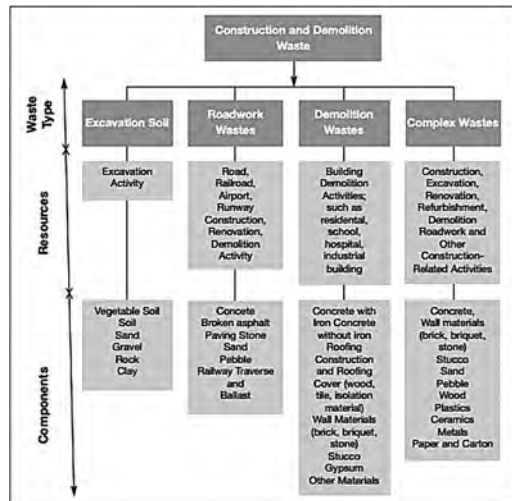 Construction and Demolition
Waste
Waste
Type
Excavation Soil
Roadwork
Wastes
Demolition
Wastes
Complex Wastes
Resources
Excavation
Activity
Road,
Railroad,
Airport,
Runway
Construction,
Renovation,
Demolition
Activity
Building
Demolition
Activities;
such as
residental,
school,
hospital,
industrial
building
Construction,
Excavation,
Renovation,
Refurbishment,
Demolition
Roadwork and
Other
Construction-
Related Activities
Components
Vegetable Soil
Soil
Sand
Gravel
Rock
Clay
Concete
Broken asphalt
Paving Stone
Sand
Pebble
Railway Traverse
and
Ballast
Concrete with
Iron Concrete
without iron
Roofing
Construction
and Roofing
Cover (wood,
tile, isolation
material)
Wall Materials
(brick, briquet,
stone)
Stucco
Gypsum
Other Materials
Concrete,
Wall materials
(brick, briquet,
stone)
Stucco
Sand
Pebble
Wood
Plastics
Ceramics
Metals
Paper and Carton